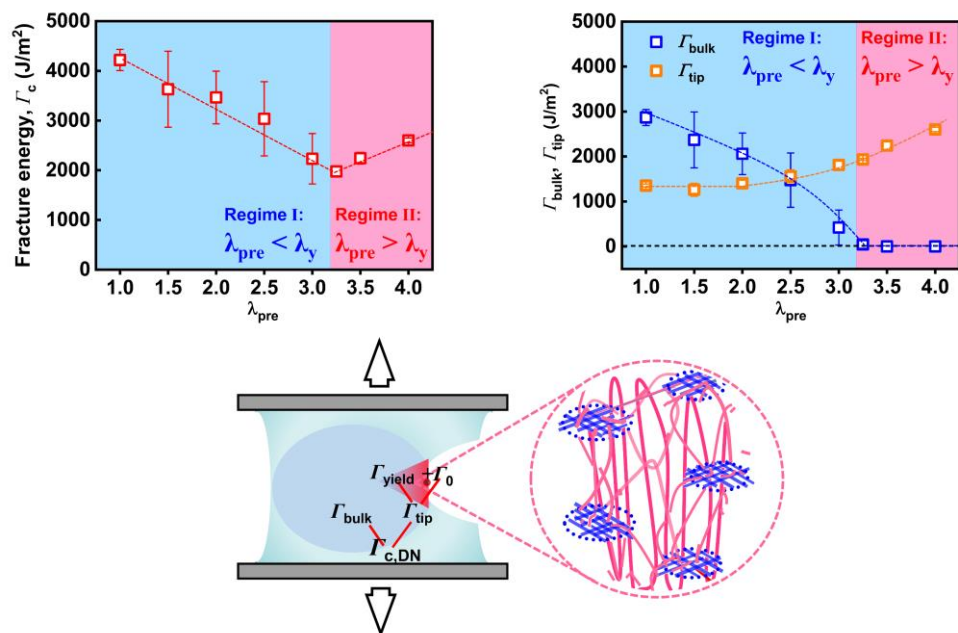 Fracture energy, Γc (J/m²)
5000
4000
3000
2000
1000
0
Regime I:
λpre < λy
Regime II:
λpre > λy
1.0 1.5 2.0 2.5 3.0 3.5 4.0
λpre
Γbulk, Γtip (J/m²)
5000
4000
3000
2000
1000
0
Γbulk
Γtip
Regime I:
λpre < λy
Regime II:
λpre > λy
1.0 1.5 2.0 2.5 3.0 3.5 4.0
λpre
Γyield + Γ0
Γbulk Γtip
Γc,DN